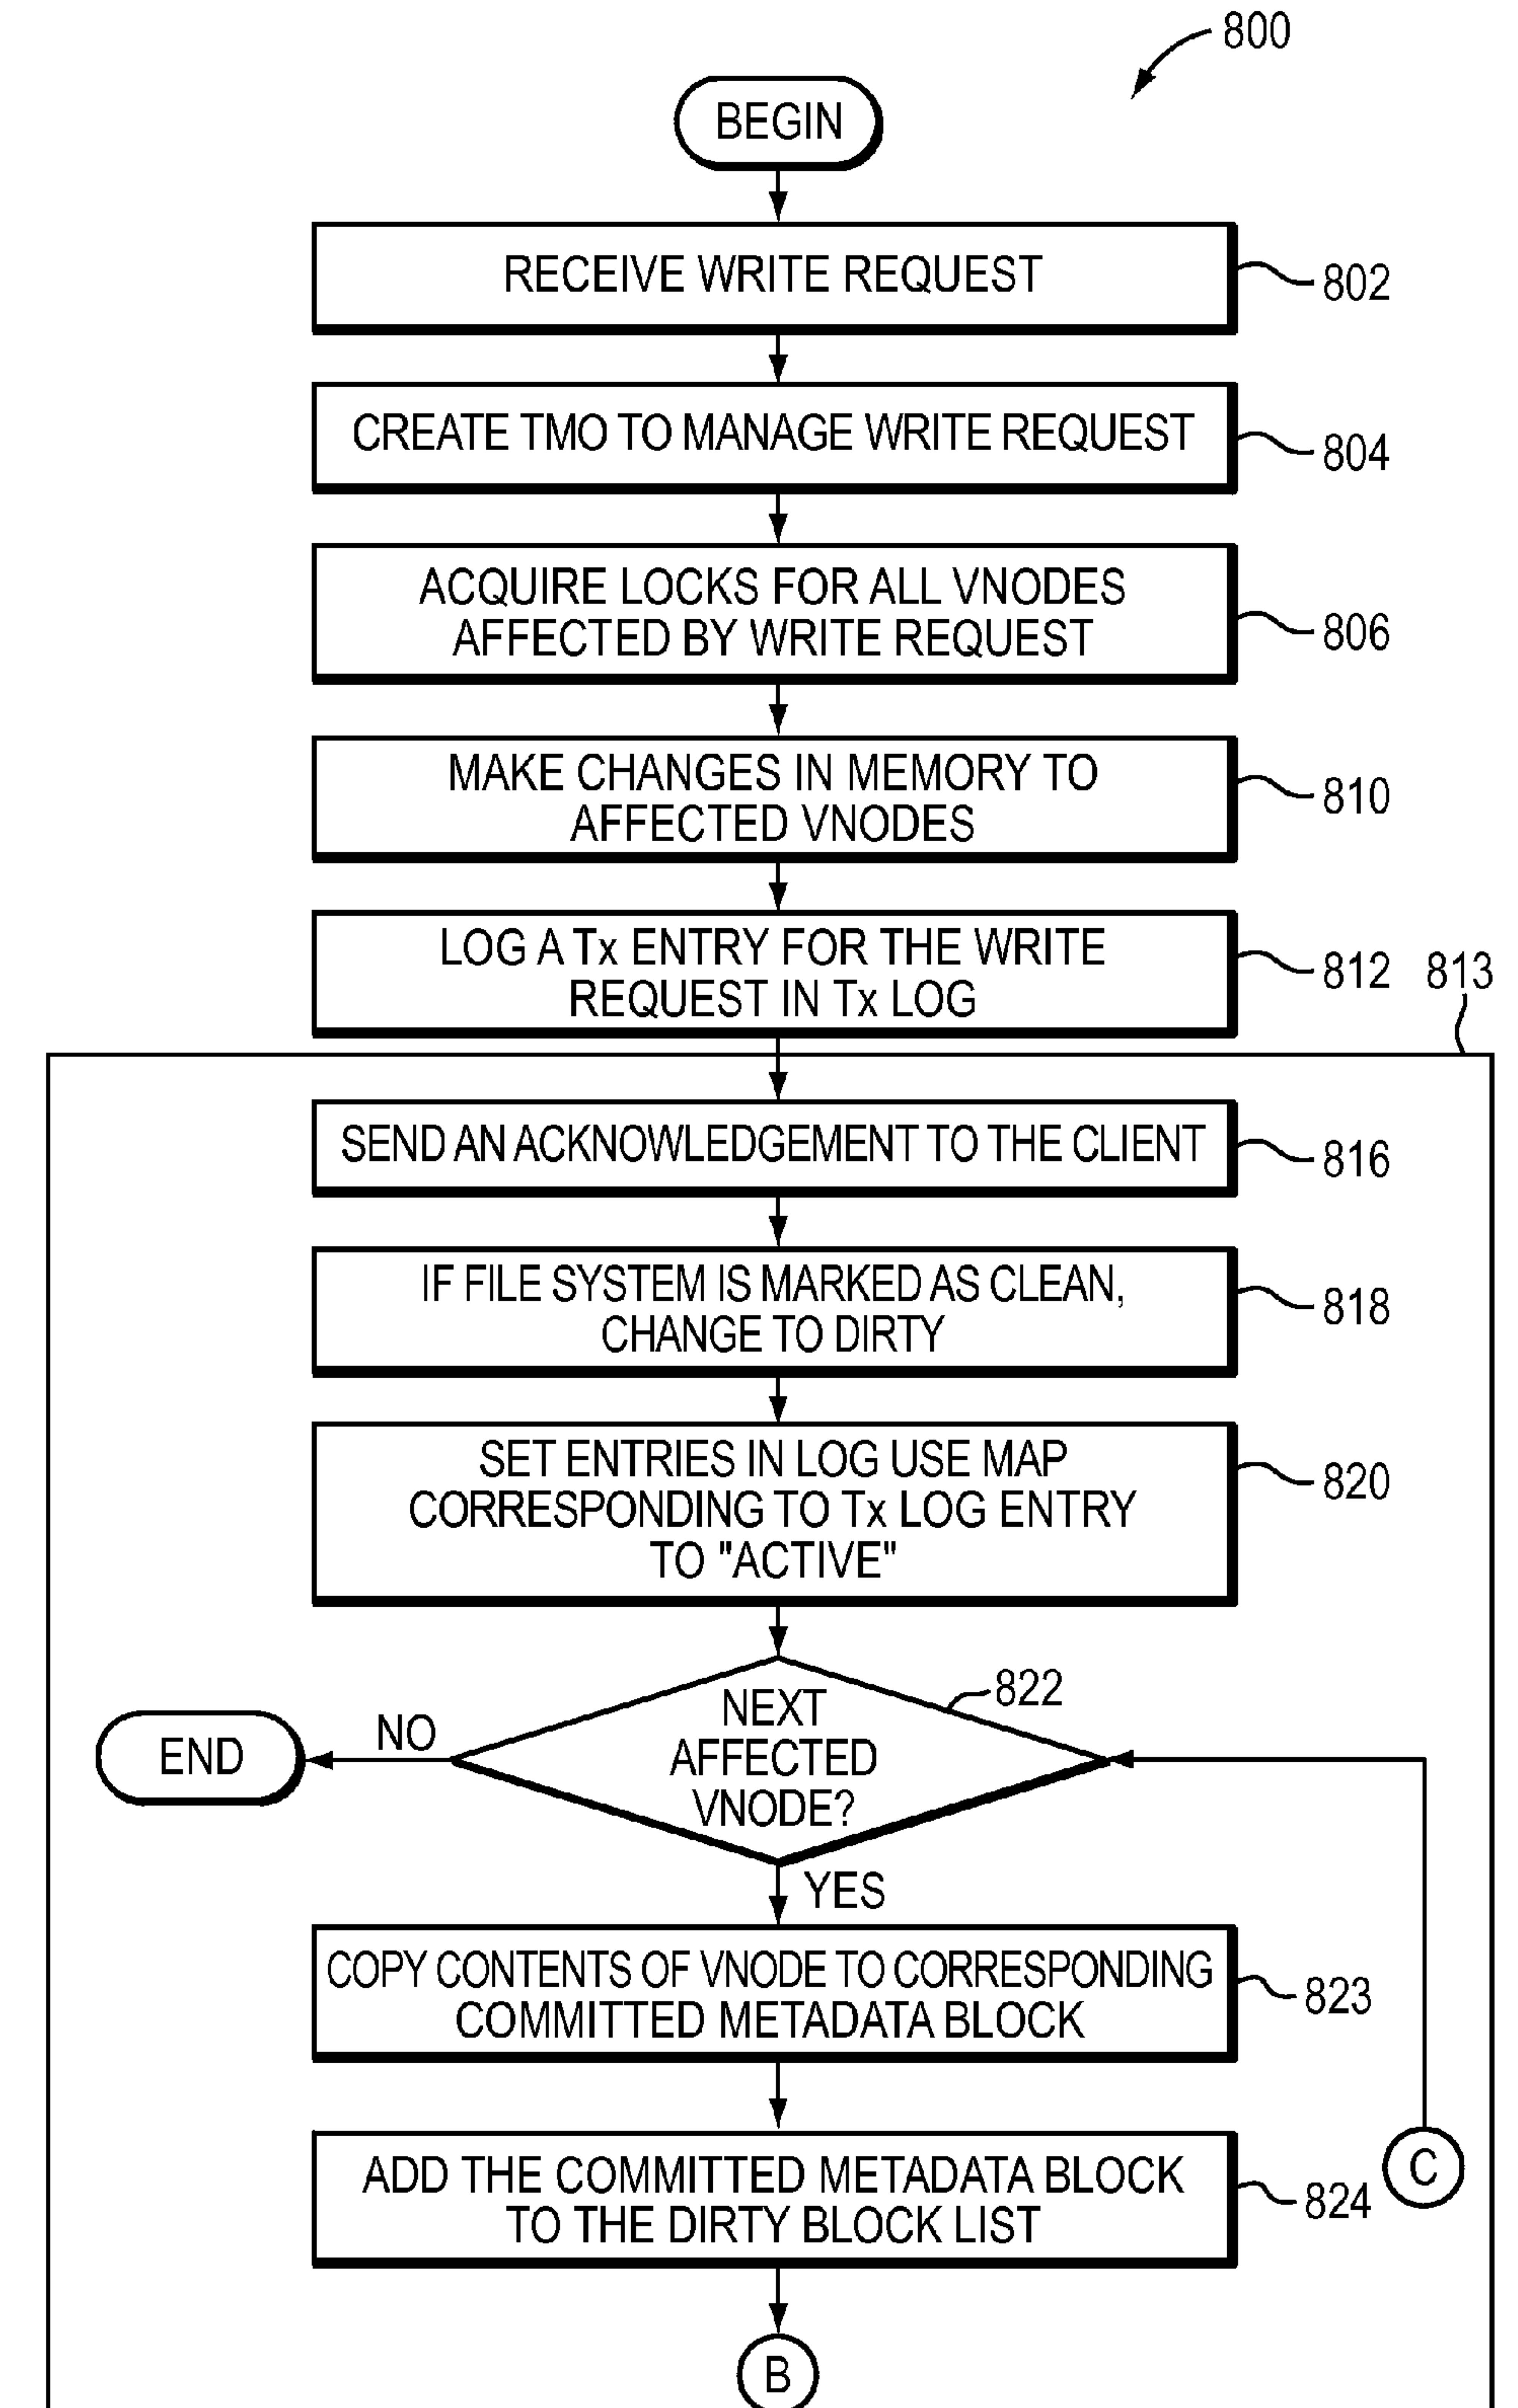 800
BEGIN
RECEIVE WRITE REQUEST
802
CREATE TMO TO MANAGE WRITE REQUEST
804
ACQUIRE LOCKS FOR ALL VNODES
AFFECTED BY WRITE REQUEST
806
MAKE CHANGES IN MEMORY TO
AFFECTED VNODES
810
LOG A Tx ENTRY FOR THE WRITE
REQUEST IN Tx LOG
812
813
SEND AN ACKNOWLEDGEMENT TO THE CLIENT
816
IF FILE SYSTEM IS MARKED AS CLEAN,
CHANGE TO DIRTY
818
SET ENTRIES IN LOG USE MAP
CORRESPONDING TO Tx LOG ENTRY
TO "ACTIVE"
820
NEXT
AFFECTED
VNODE?
822
NO
END
YES
COPY CONTENTS OF VNODE TO CORRESPONDING
COMMITTED METADATA BLOCK
823
ADD THE COMMITTED METADATA BLOCK
TO THE DIRTY BLOCK LIST
824
C
B